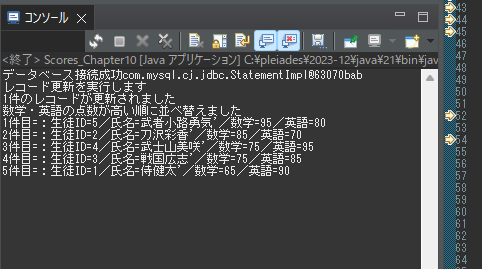 コンソール
<終了> Scores_Chapter10 [Java アプリケーション] C:¥pleiades¥2023-12¥java¥21¥bin¥jav
データベース接続成功com.mysql.cj.jdbc.StatementImpl@63070bab
レコード更新を実行します
1件のレコードが更新されました
数学・英語の点数が高い順に並べ替えました
1件目=：生徒ID=5／氏名=武者小路勇気'／数学=95／英語=80
2件目=：生徒ID=2／氏名=刀沢彩香'／数学=85／英語=70
3件目=：生徒ID=4／氏名=武士山美咲'／数学=75／英語=95
4件目=：生徒ID=3／氏名=戦国広志'／数学=75／英語=85
5件目=：生徒ID=1／氏名=侍健太'／数学=65／英語=90
43
44
45
46
47
48
49
50
51
52
53
54
55
56
57
58
59
60
61
62
63
64
65